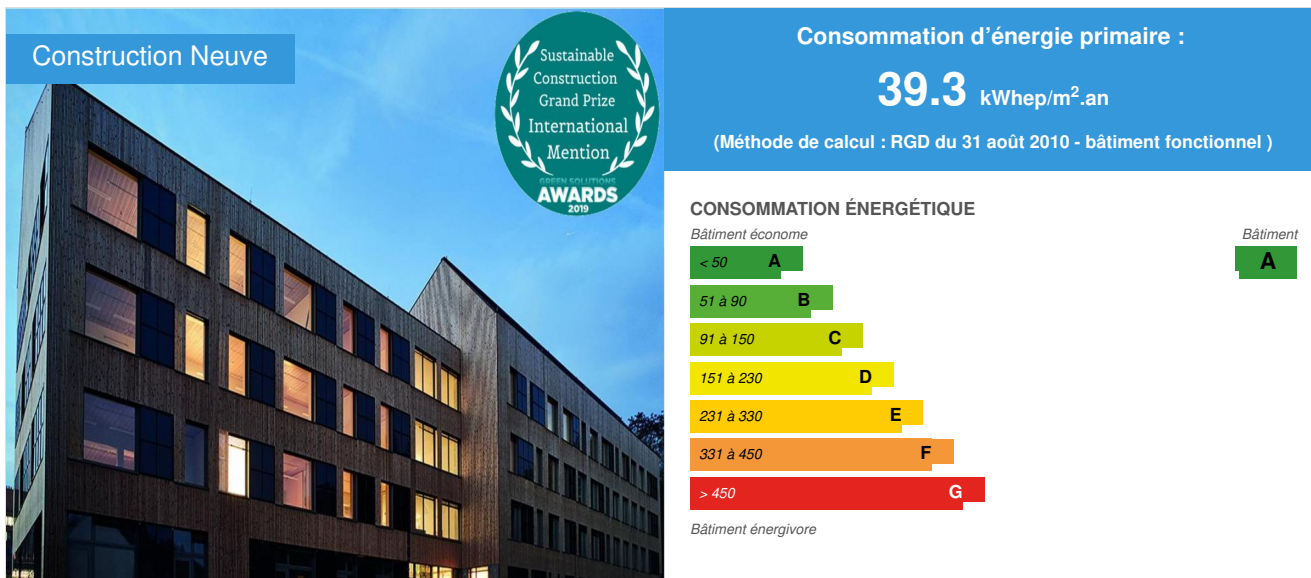 Construction Neuve
Sustainable
Construction
Grand Prize
International
Mention
GREEN SOLUTIONS
AWARDS
2019
Consommation d'énergie primaire :
39.3 kWhep/m².an
(Méthode de calcul : RGD du 31 août 2010 - bâtiment fonctionnel )
CONSOMMATION ÉNERGÉTIQUE
Bâtiment économe
Bâtiment
< 50 A
A
51 à 90 B
91 à 150 C
151 à 230 D
231 à 330 E
331 à 450 F
> 450 G
Bâtiment énergivore